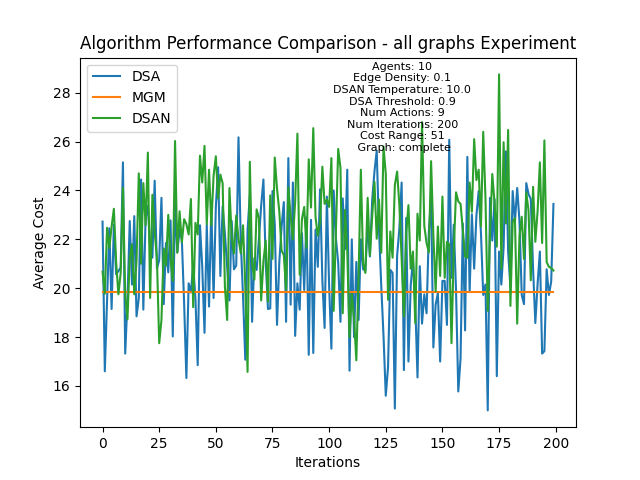 Algorithm Performance Comparison - all graphs Experiment
DSA
MGM
DSAN
Agents: 10
Edge Density: 0.1
DSAN Temperature: 10.0
DSA Threshold: 0.9
Num Actions: 9
Num Iterations: 200
Cost Range: 51
Graph: complete
Average Cost
28
26
24
22
20
18
16
0 25 50 75 100 125 150 175 200
Iterations